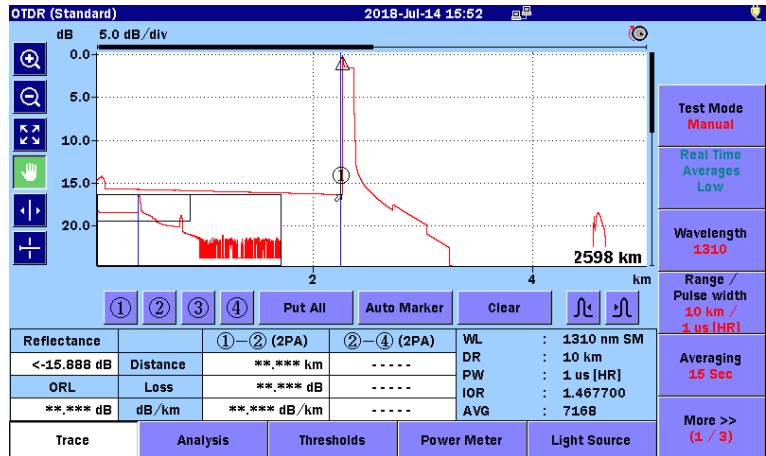 OTDR (Standard) 2018-Jul-14 15:52
dB 5.0 dB/div
0.0
5.0
10.0
15.0
20.0
①
2598 km
2 4 km
Test Mode
Manual
Real Time
Averages
Low
Wavelength
1310
Range /
Pulse width
10 km /
1 us [HR]
Averaging
15 Sec
More >>
(1 / 3)
① ② ③ ④ Put All Auto Marker Clear
Reflectance ①-② (2PA) ②-④ (2PA)
<-15.888 dB Distance **.*** km -----
ORL Loss **.*** dB -----
**.*** dB dB/km **.*** dB/km -----
WL : 1310 nm SM
DR : 10 km
PW : 1 us [HR]
IOR : 1.467700
AVG : 7168
Trace Analysis Thresholds Power Meter Light Source